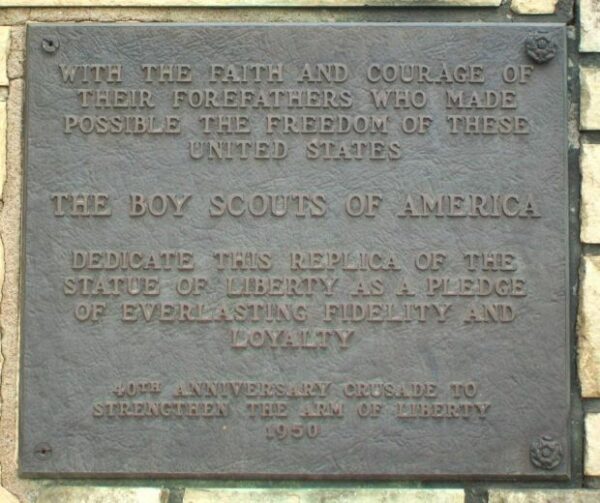 WITH THE FAITH AND COURAGE OF
THEIR FOREFATHERS WHO MADE
POSSIBLE THE FREEDOM OF THESE
UNITED STATES
THE BOY SCOUTS OF AMERICA
DEDICATE THIS REPLICA OF THE
STATUE OF LIBERTY AS A PLEDGE
OF EVERLASTING FIDELITY AND
LOYALTY
40TH ANNIVERSARY CRUSADE TO
STRENGTHEN THE ARM OF LIBERTY
1950